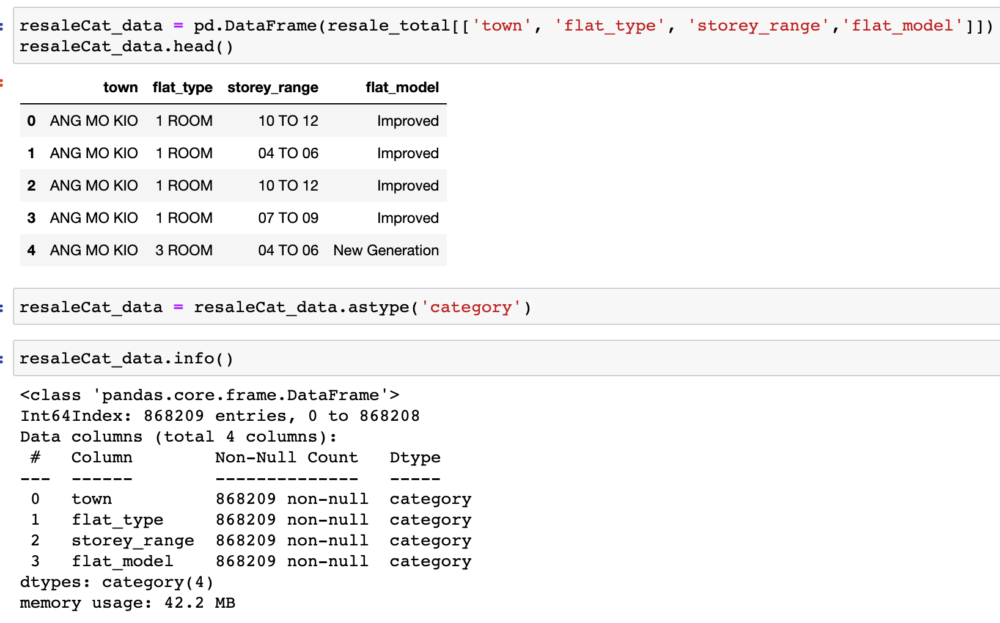 resaleCat_data = pd.DataFrame(resale_total[['town', 'flat_type', 'storey_range','flat_model']])
resaleCat_data.head()
town flat_type storey_range flat_model
0 ANG MO KIO 1 ROOM 10 TO 12 Improved
1 ANG MO KIO 1 ROOM 04 TO 06 Improved
2 ANG MO KIO 1 ROOM 10 TO 12 Improved
3 ANG MO KIO 1 ROOM 07 TO 09 Improved
4 ANG MO KIO 3 ROOM 04 TO 06 New Generation
resaleCat_data = resaleCat_data.astype('category')
resaleCat_data.info()
<class 'pandas.core.frame.DataFrame'>
Int64Index: 868209 entries, 0 to 868208
Data columns (total 4 columns):
# Column Non-Null Count Dtype
--- ------ -------------- -----
0 town 868209 non-null category
1 flat_type 868209 non-null category
2 storey_range 868209 non-null category
3 flat_model 868209 non-null category
dtypes: category(4)
memory usage: 42.2 MB